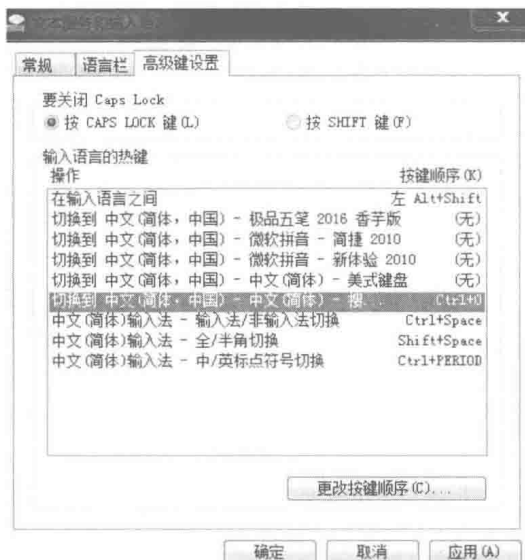 常规 语言栏 高级键设置
要关闭 Caps Lock
按 CAPS LOCK 键(L) 按 SHIFT 键(F)
输入语言的热键
操作 按键顺序(K)
在输入语言之间 左 Alt+Shift
切换到 中文(简体，中国) - 极品五笔 2016 香芋版 (无)
切换到 中文(简体，中国) - 微软拼音 - 简捷 2010 (无)
切换到 中文(简体，中国) - 微软拼音 - 新体验 2010 (无)
切换到 中文(简体，中国) - 中文(简体) - 美式键盘 (无)
切换到 中文(简体，中国) - 中文(简体) - 搜... Ctrl+0
中文(简体)输入法 - 输入法/非输入法切换 Ctrl+Space
中文(简体)输入法 - 全/半角切换 Shift+Space
中文(简体)输入法 - 中/英标点符号切换 Ctrl+PERIOD
更改按键顺序(C)...
确定 取消 应用(A)